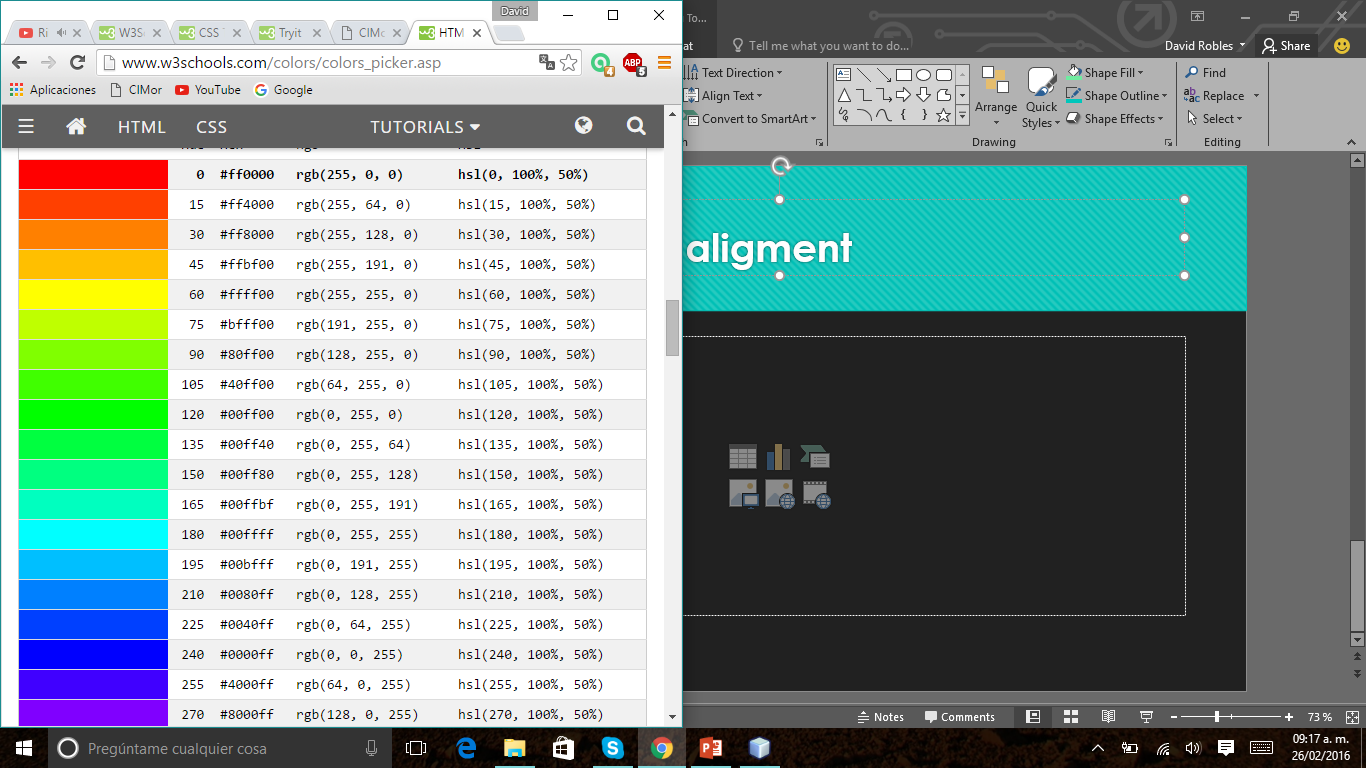 David
Ri
W3S
CSS
Tryit
CIMo
HTM
www.w3schools.com/colors/colors_picker.asp
4
ABP
5
Aplicaciones
CIMor
YouTube
Google
HTML
CSS
TUTORIALS
0 #ff0000 rgb(255, 0, 0) hsl(0, 100%, 50%)
15 #ff4000 rgb(255, 64, 0) hsl(15, 100%, 50%)
30 #ff8000 rgb(255, 128, 0) hsl(30, 100%, 50%)
45 #ffbf00 rgb(255, 191, 0) hsl(45, 100%, 50%)
60 #ffff00 rgb(255, 255, 0) hsl(60, 100%, 50%)
75 #bfff00 rgb(191, 255, 0) hsl(75, 100%, 50%)
90 #80ff00 rgb(128, 255, 0) hsl(90, 100%, 50%)
105 #40ff00 rgb(64, 255, 0) hsl(105, 100%, 50%)
120 #00ff00 rgb(0, 255, 0) hsl(120, 100%, 50%)
135 #00ff40 rgb(0, 255, 64) hsl(135, 100%, 50%)
150 #00ff80 rgb(0, 255, 128) hsl(150, 100%, 50%)
165 #00ffbf rgb(0, 255, 191) hsl(165, 100%, 50%)
180 #00ffff rgb(0, 255, 255) hsl(180, 100%, 50%)
195 #00bfff rgb(0, 191, 255) hsl(195, 100%, 50%)
210 #0080ff rgb(0, 128, 255) hsl(210, 100%, 50%)
225 #0040ff rgb(0, 64, 255) hsl(225, 100%, 50%)
240 #0000ff rgb(0, 0, 255) hsl(240, 100%, 50%)
255 #4000ff rgb(64, 0, 255) hsl(255, 100%, 50%)
270 #8000ff rgb(128, 0, 255) hsl(270, 100%, 50%)
To...
at
Tell me what you want to do...
David Robles
Share
Text Direction
Align Text
Convert to SmartArt
Arrange
Quick
Styles
Shape Fill
Shape Outline
Shape Effects
Drawing
Find
Replace
Select
Editing
aligment
Notes
Comments
73 %
Pregúntame cualquier cosa
09:17 a. m.
26/02/2016